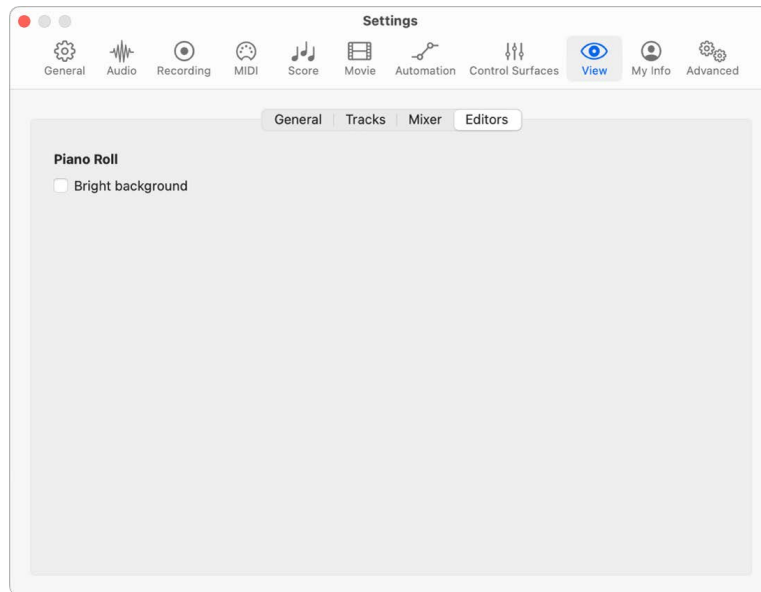 Settings
General Audio Recording MIDI Score Movie Automation Control Surfaces View My Info Advanced
General Tracks Mixer Editors
Piano Roll
Bright background